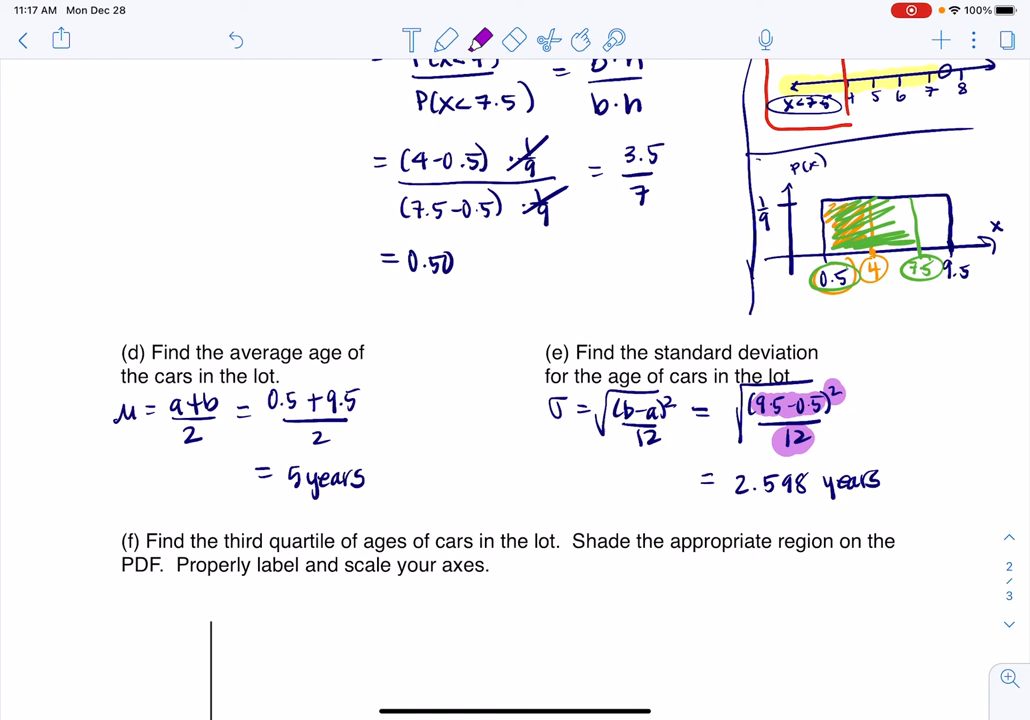 11:17 AM Mon Dec 28
100%
= P(x<4) = b·h
P(x<7.5) b·h
= (4-0.5) · 1/9 = 3.5
(7.5-0.5) · 1/9 7
= 0.50
x<7.5 4 5 6 7 8
P(x)
1/9
x
0.5 4 7.5 9.5
(d) Find the average age of
the cars in the lot.
μ = a+b = 0.5+9.5
2 2
= 5 years
(e) Find the standard deviation
for the age of cars in the lot
σ = √(b-a)² = √(9.5-0.5)²
12 12
= 2.598 years
(f) Find the third quartile of ages of cars in the lot. Shade the appropriate region on the
PDF. Properly label and scale your axes.
2
/
3